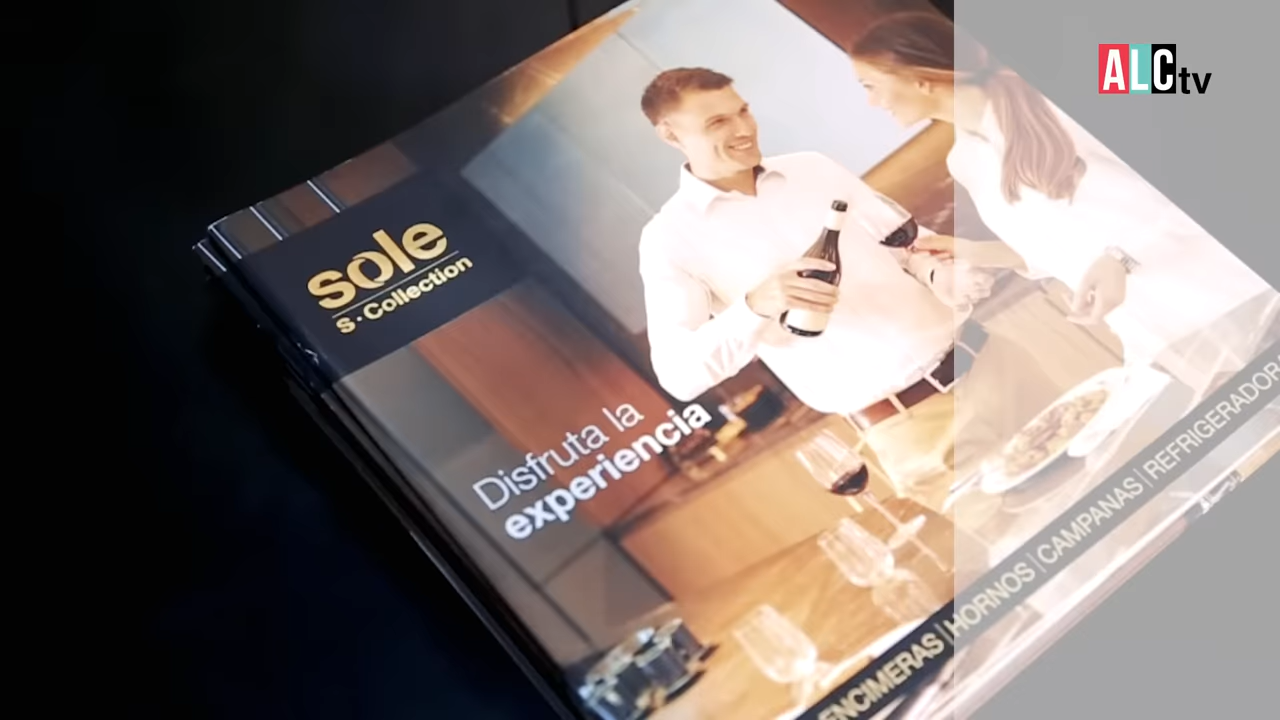 ALCtv
sole
S·Collection
Disfruta la
experiencia
ENCIMERAS | HORNOS | CAMPANAS | REFRIGERADORA